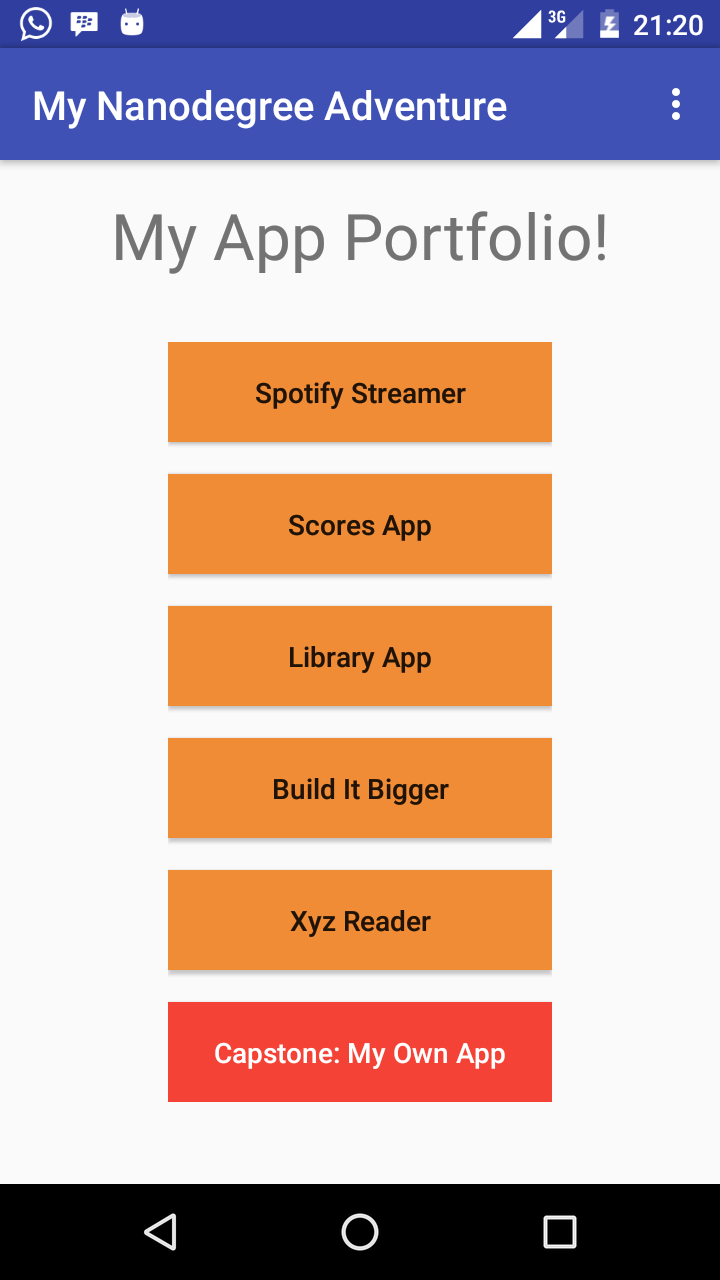 3G 21:20
My Nanodegree Adventure
My App Portfolio!
Spotify Streamer
Scores App
Library App
Build It Bigger
Xyz Reader
Capstone: My Own App